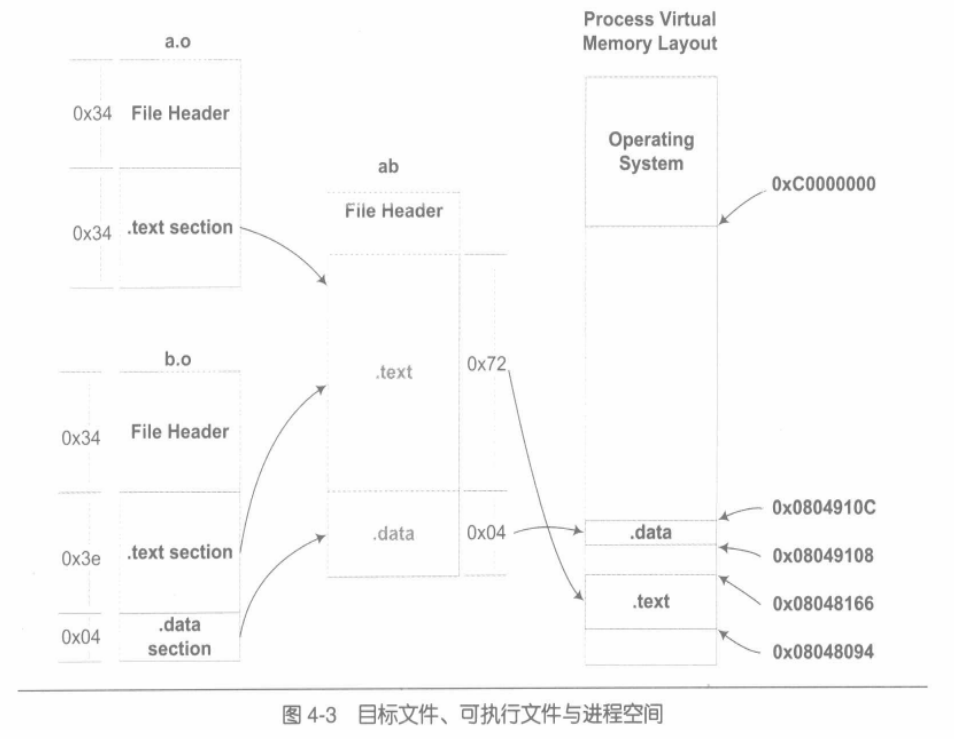 a.o
0x34
File Header
0x34
.text section
b.o
0x34
File Header
0x3e
.text section
0x04
.data
section
ab
File Header
.text
0x72
.data
0x04
Process Virtual
Memory Layout
Operating
System
0xC0000000
.data
0x0804910C
0x08049108
.text
0x08048166
0x08048094
图 4-3 目标文件、可执行文件与进程空间